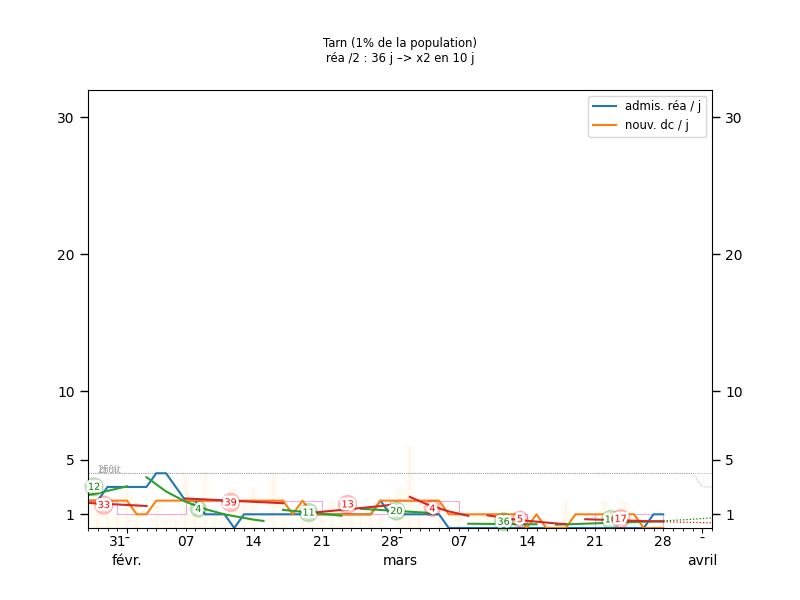 Tarn (1% de la population)
réa /2 : 36 j –> x2 en 10 j
admis. réa / j
nouv. dc / j
30 30
20 20
10 10
5 5
12 33 4 39 11 13 20 4 36 5 17
1 1
31 07 14 21 28 07 14 21 28 -
févr. mars avril